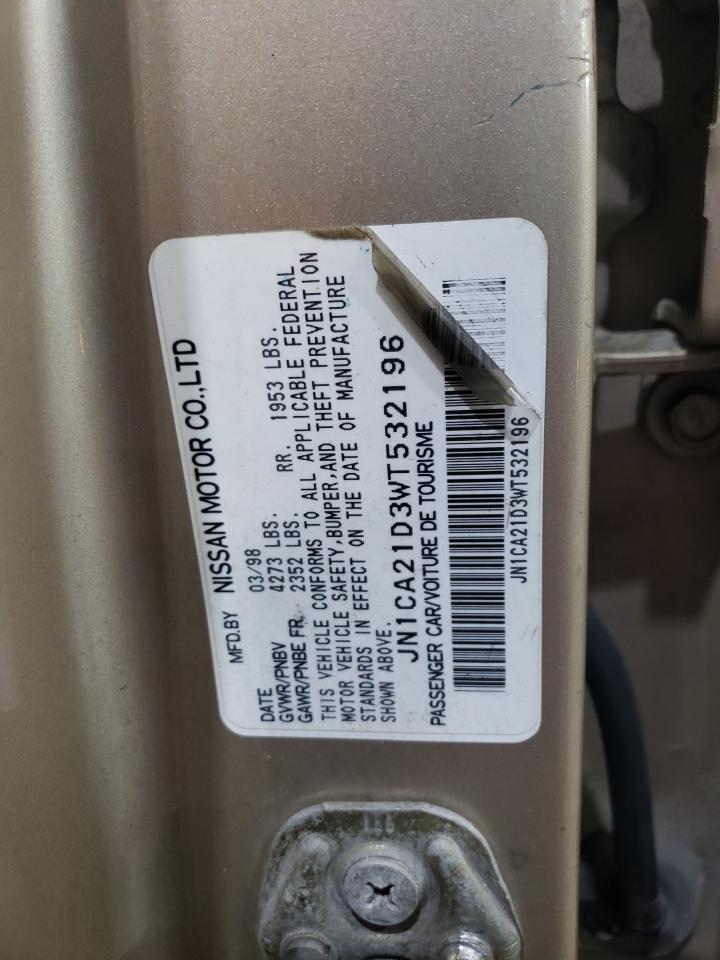 MFD.BY NISSAN MOTOR CO.,LTD
DATE 03/98
GVWR/PNBV 4273 LBS.
GAWR/PNBE FR. 2352 LBS. RR. 1953 LBS.
THIS VEHICLE CONFORMS TO ALL APPLICABLE FEDERAL
MOTOR VEHICLE SAFETY,BUMPER,AND THEFT PREVENTION
STANDARDS IN EFFECT ON THE DATE OF MANUFACTURE
SHOWN ABOVE.
JN1CA21D3WT532196
PASSENGER CAR/VOITURE DE TOURISME
JN1CA21D3WT532196